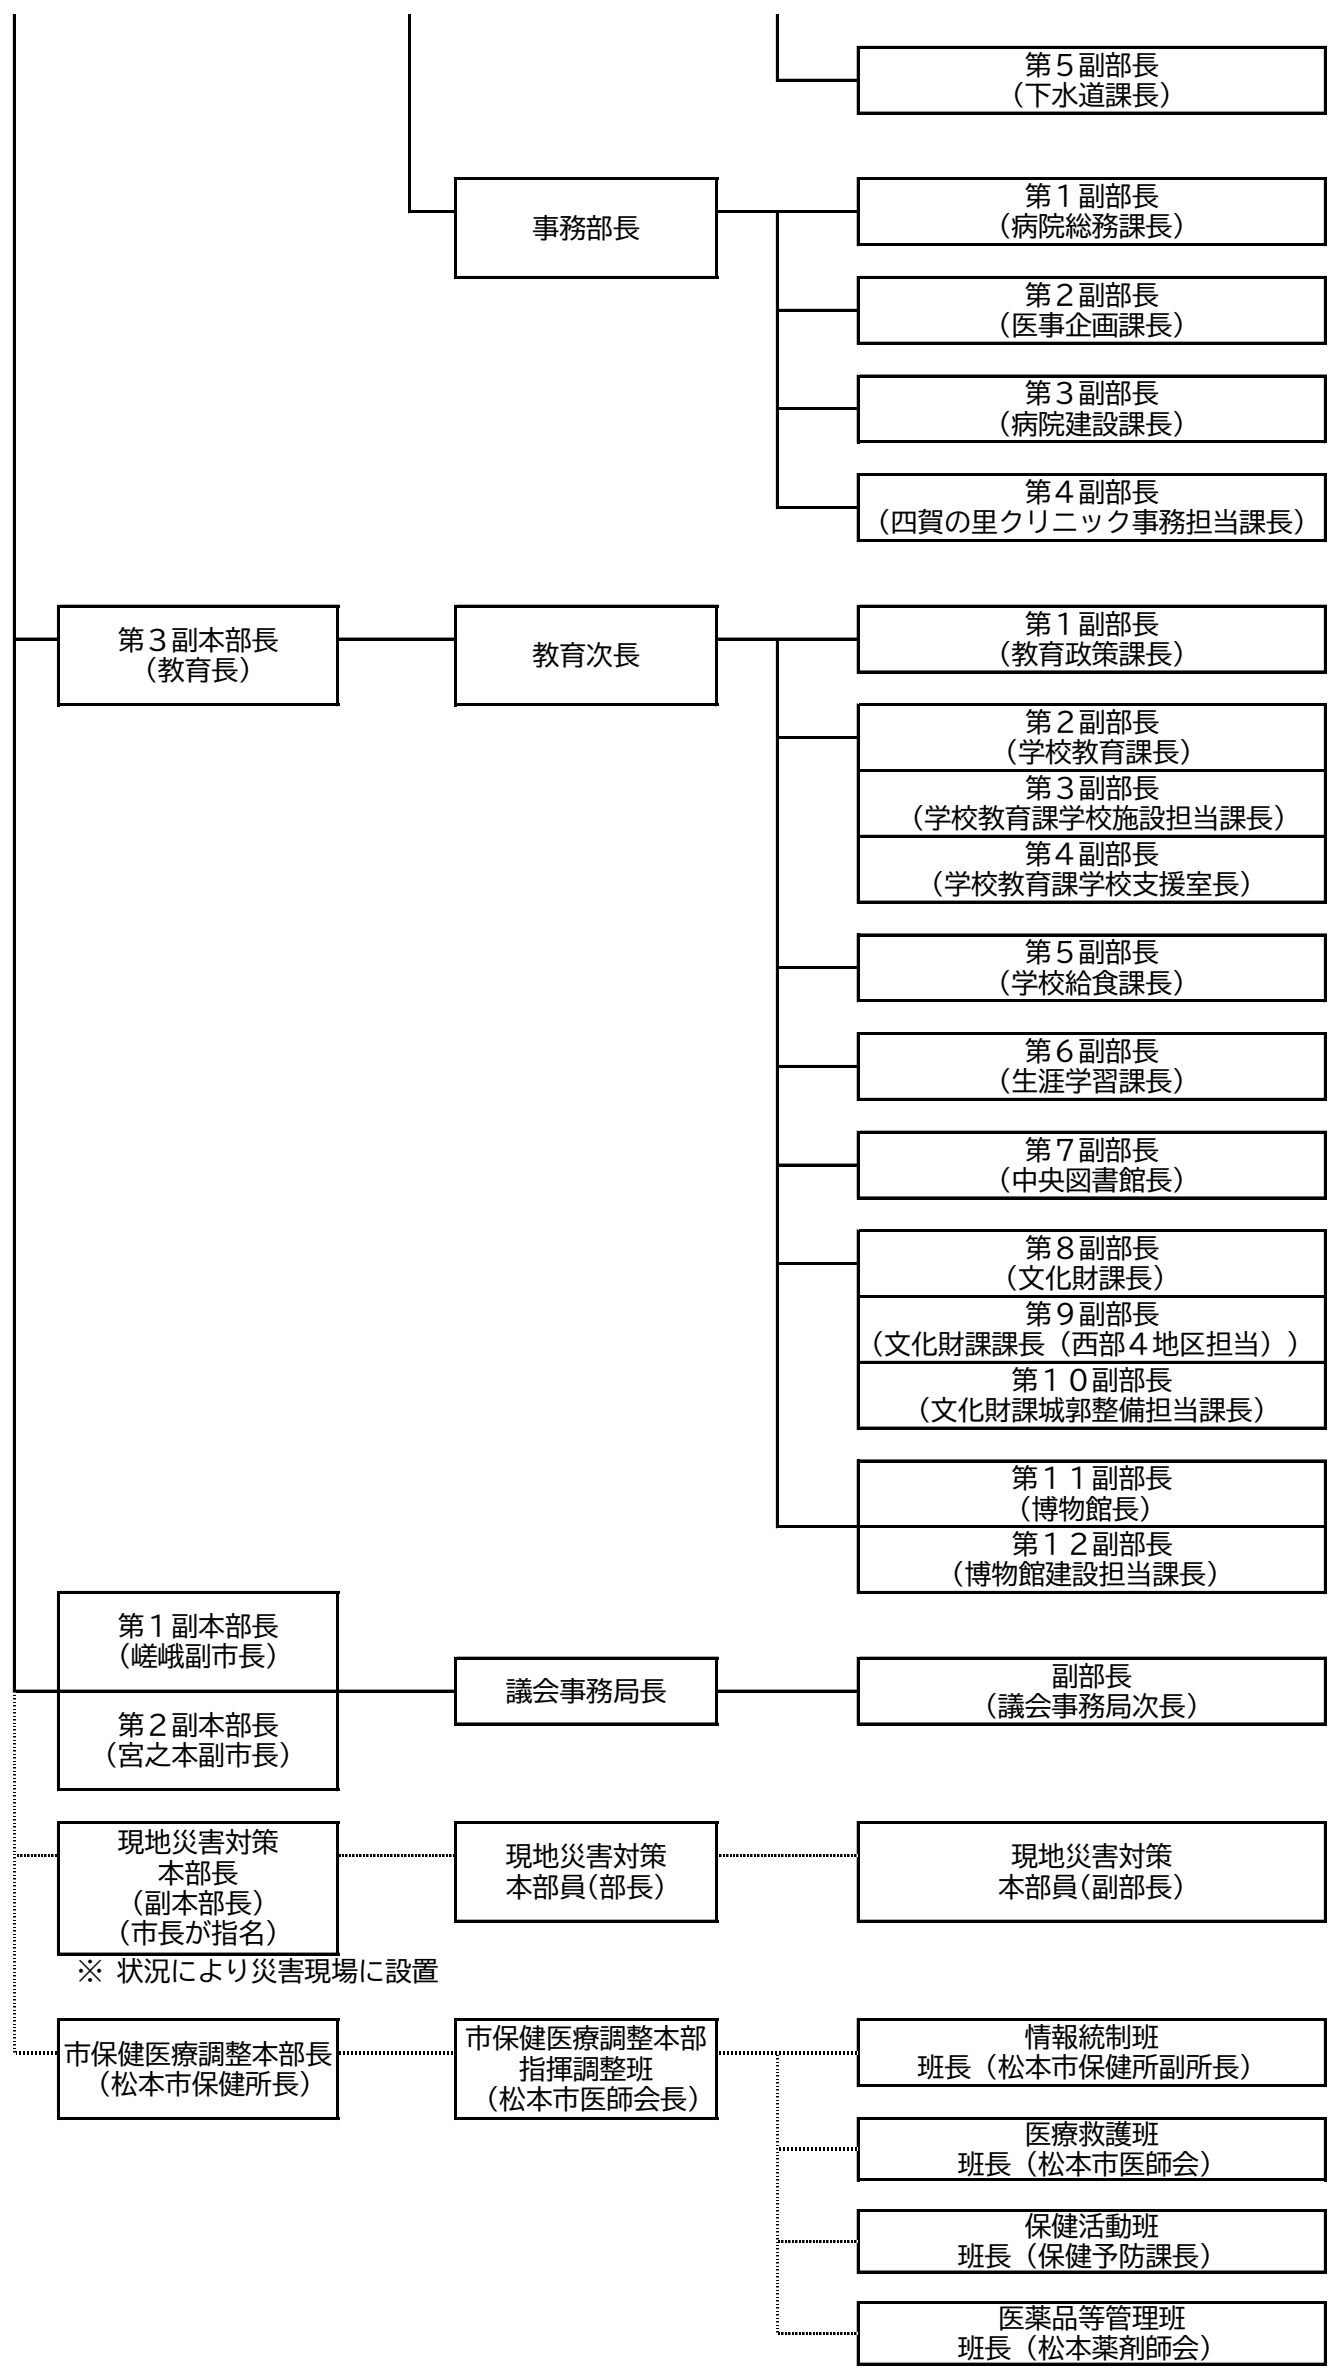 第５副部長
（下水道課長）
事務部長
第１副部長
（病院総務課長）
第２副部長
（医事企画課長）
第３副部長
（病院建設課長）
第４副部長
（四賀の里クリニック事務担当課長）
第３副本部長
（教育長）
教育次長
第１副部長
（教育政策課長）
第２副部長
（学校教育課長）
第３副部長
（学校教育課学校施設担当課長）
第４副部長
（学校教育課学校支援室長）
第５副部長
（学校給食課長）
第６副部長
（生涯学習課長）
第７副部長
（中央図書館長）
第８副部長
（文化財課長）
第９副部長
（文化財課課長（西部４地区担当））
第１０副部長
（文化財課城郭整備担当課長）
第１１副部長
（博物館長）
第１２副部長
（博物館建設担当課長）
第１副本部長
（嵯峨副市長）
第２副本部長
（宮之本副市長）
議会事務局長
副部長
（議会事務局次長）
現地災害対策
本部長
（副本部長）
（市長が指名）
現地災害対策
本部員（部長）
現地災害対策
本部員（副部長）
※ 状況により災害現場に設置
市保健医療調整本部長
（松本市保健所長）
市保健医療調整本部
指揮調整班
（松本市医師会長）
情報統制班
班長（松本市保健所副所長）
医療救護班
班長（松本市医師会）
保健活動班
班長（保健予防課長）
医薬品等管理班
班長（松本薬剤師会）